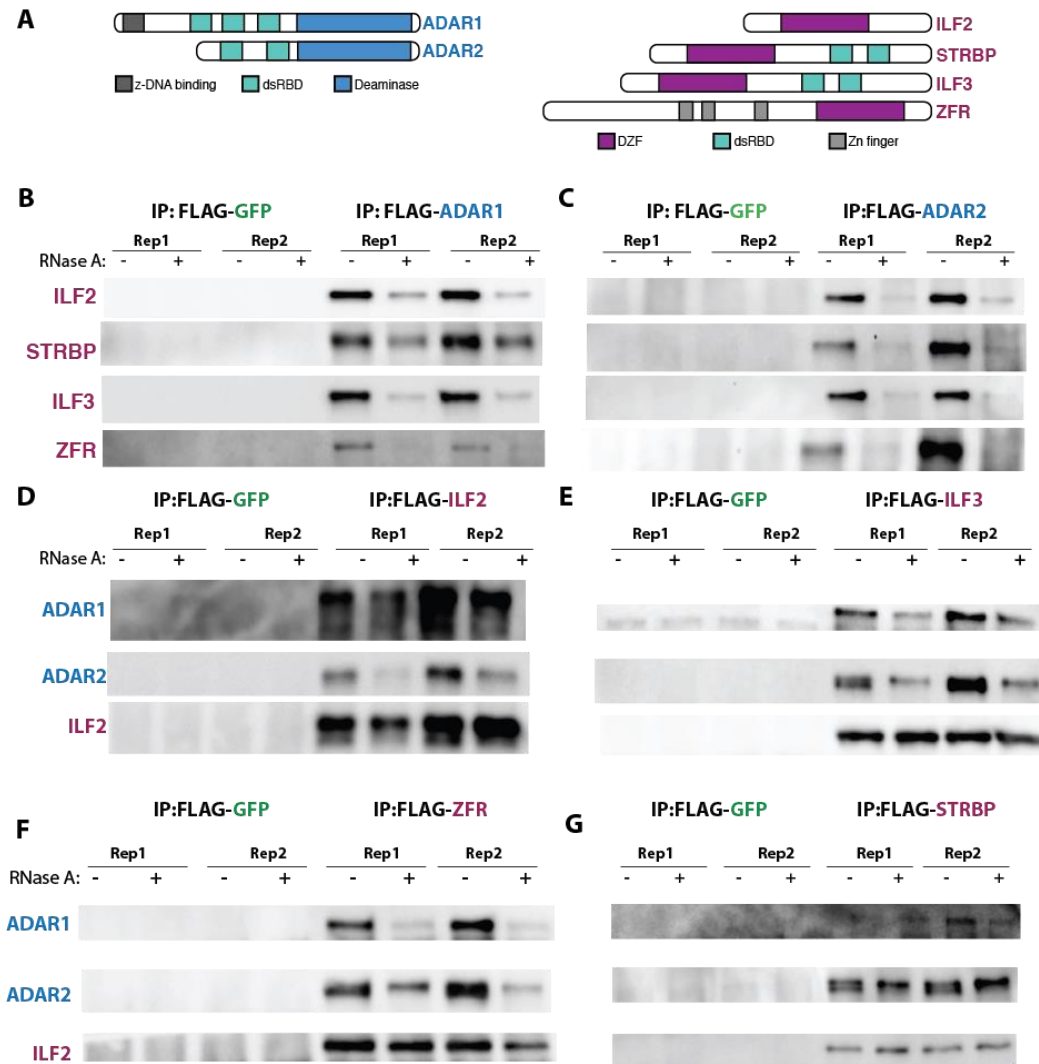 A
ADAR1
ADAR2
z-DNA binding dsRBD Deaminase
ILF2
STRBP
ILF3
ZFR
DZF dsRBD Zn finger
B
IP: FLAG-GFP IP: FLAG-ADAR1
Rep1 Rep2 Rep1 Rep2
RNase A: - + - + - + - +
ILF2
STRBP
ILF3
ZFR
C
IP: FLAG-GFP IP:FLAG-ADAR2
Rep1 Rep2 Rep1 Rep2
- + - + - + - +
D
IP:FLAG-GFP IP:FLAG-ILF2
Rep1 Rep2 Rep1 Rep2
RNase A: - + - + - + - +
ADAR1
ADAR2
ILF2
E
IP:FLAG-GFP IP:FLAG-ILF3
Rep1 Rep2 Rep1 Rep2
- + - + - + - +
F
IP:FLAG-GFP IP:FLAG-ZFR
Rep1 Rep2 Rep1 Rep2
RNase A: - + - + - + - +
ADAR1
ADAR2
ILF2
G
IP:FLAG-GFP IP:FLAG-STRBP
Rep1 Rep2 Rep1 Rep2
- + - + - + - +